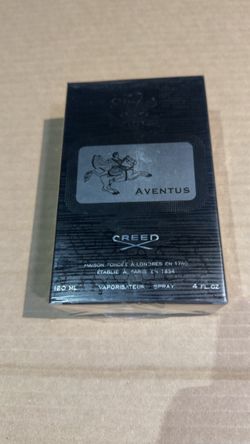 AVENTUS
CREED
MAISON FONDÉE À LONDRES EN 1760
ÉTABLIE À PARIS EN 1854
120 ML VAPORISATEUR SPRAY 4 FL.OZ